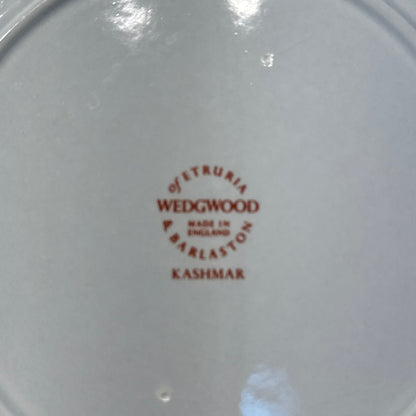 of ETRURIA
WEDGWOOD
MADE IN
ENGLAND
& BARLASTON
KASHMAR